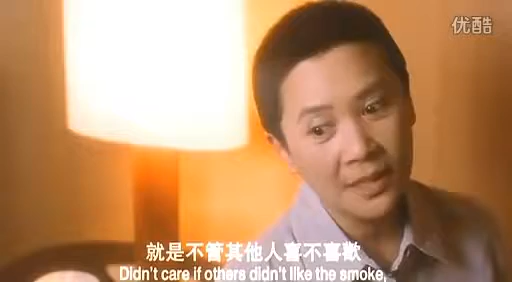 优酷
就是不管其他人喜不喜歡
Didn't care if others didn't like the smoke,